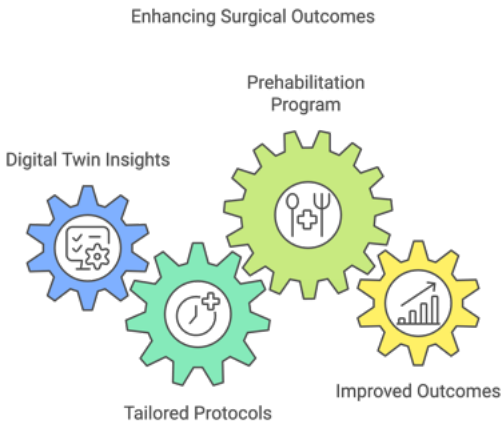 Enhancing Surgical Outcomes
Prehabilitation
Program
Digital Twin Insights
Improved Outcomes
Tailored Protocols